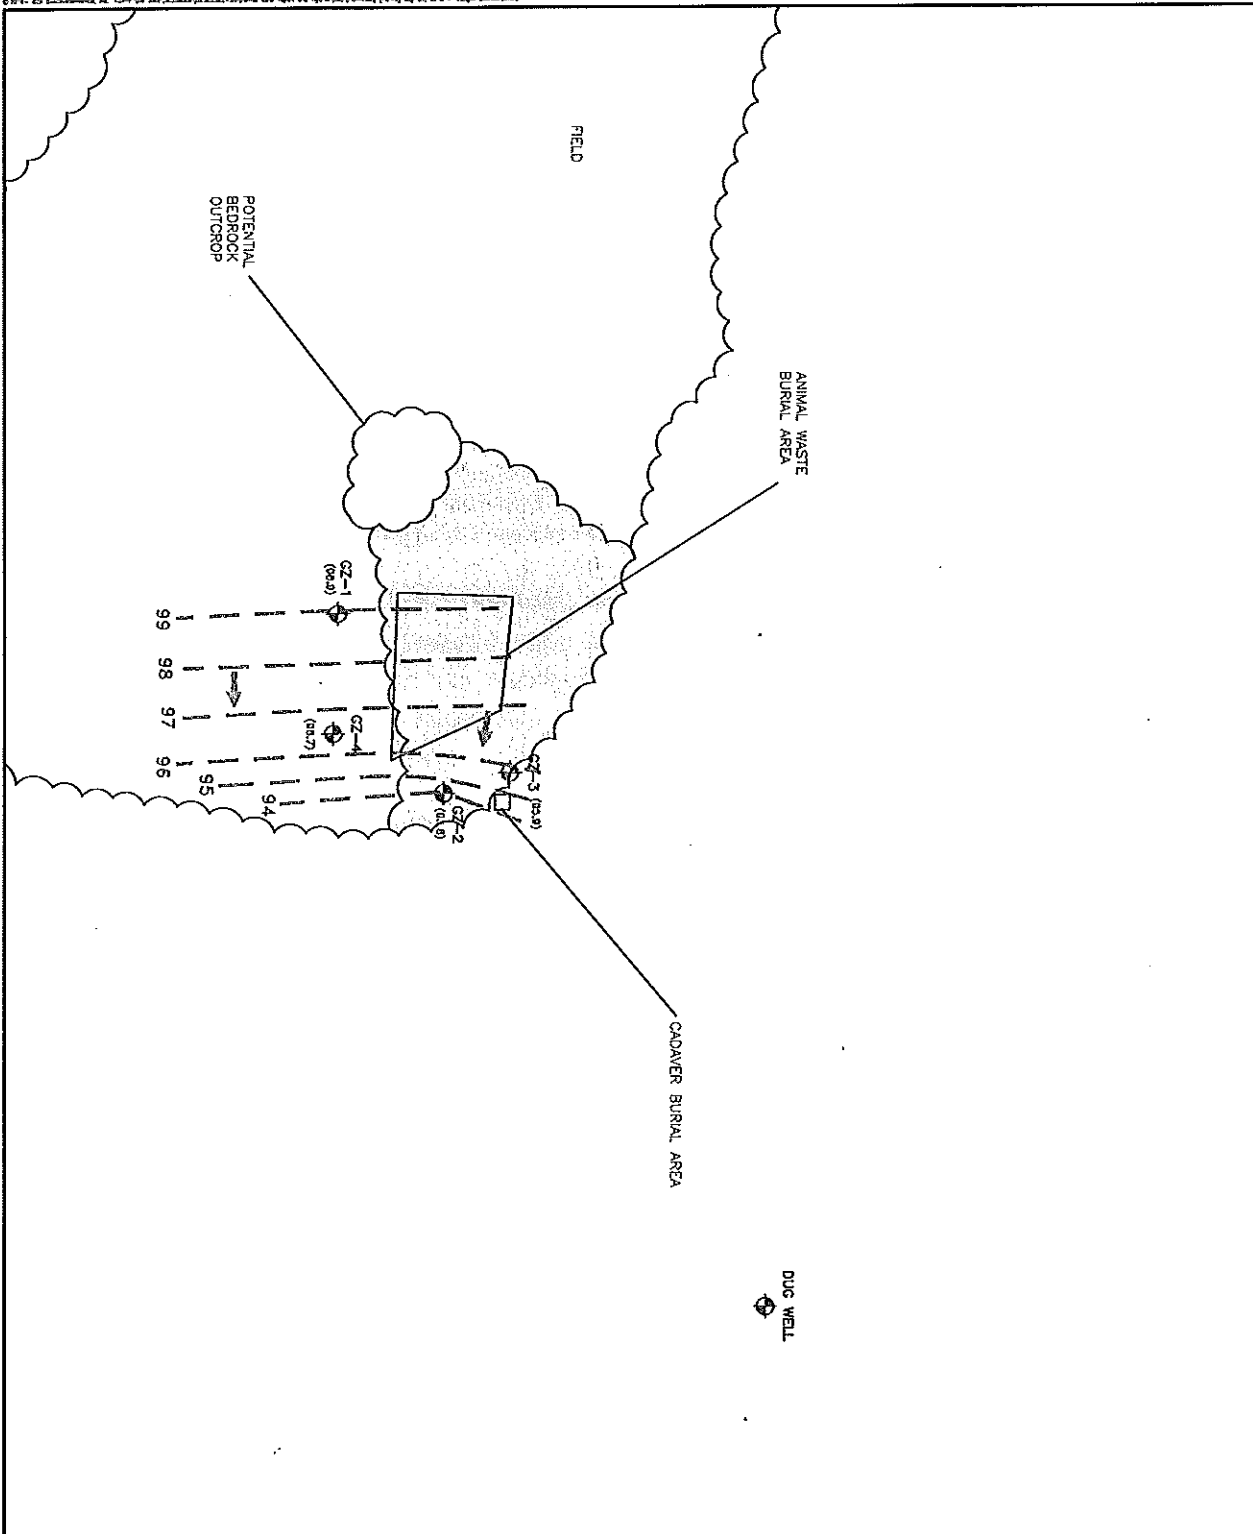 FIELD
POTENTIAL
BEDROCK
OUTCROP
ANIMAL WASTE
BURIAL AREA
GZ-1
99
98
97
GZ-4
96
95
94
GZ-3
GZ-2
CADAVER BURIAL AREA
DUG WELL